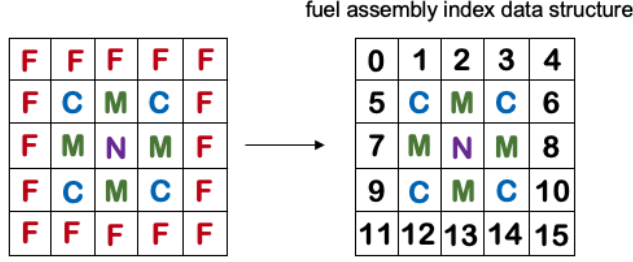 fuel assembly index data structure
F F F F F
F C M C F
F M N M F
F C M C F
F F F F F
0 1 2 3 4
5 C M C 6
7 M N M 8
9 C M C 10
11 12 13 14 15